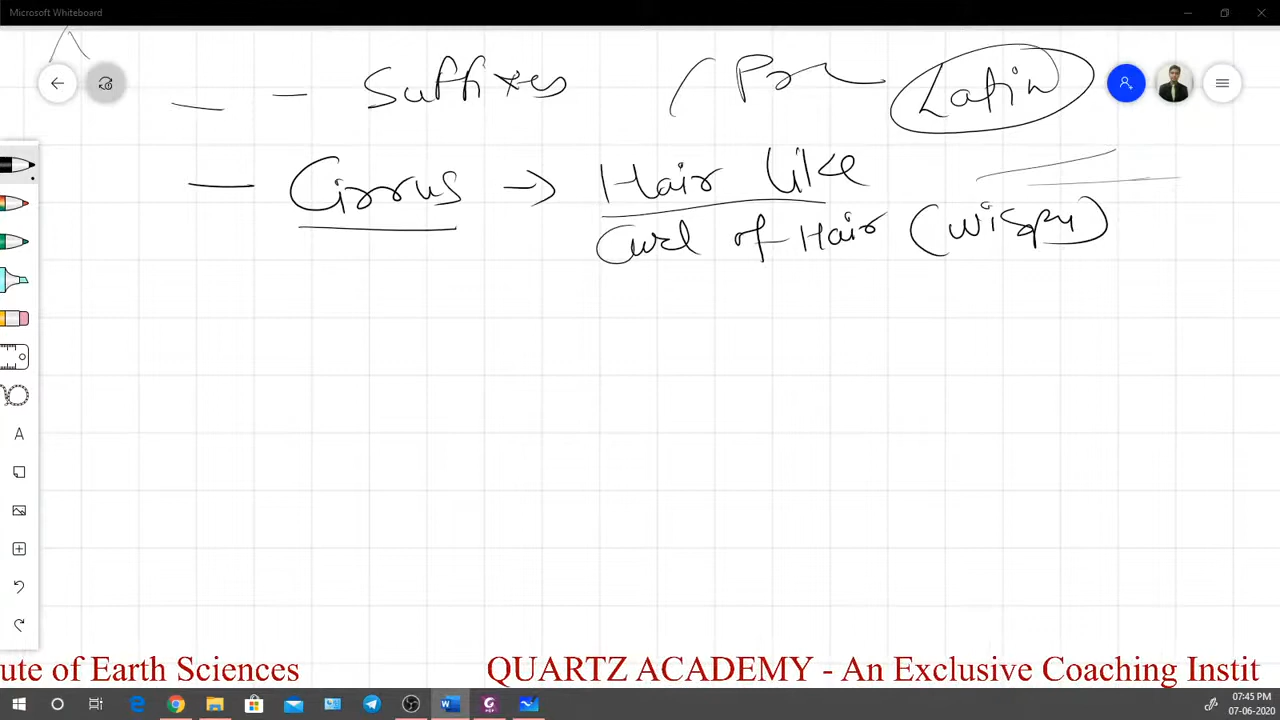 Microsoft Whiteboard
- Suffixes ( Latin
- Cirrus → Hair like
Curl of Hair (Wispy)
A
ute of Earth Sciences QUARTZ ACADEMY - An Exclusive Coaching Instit
07:45 PM
07-06-2020